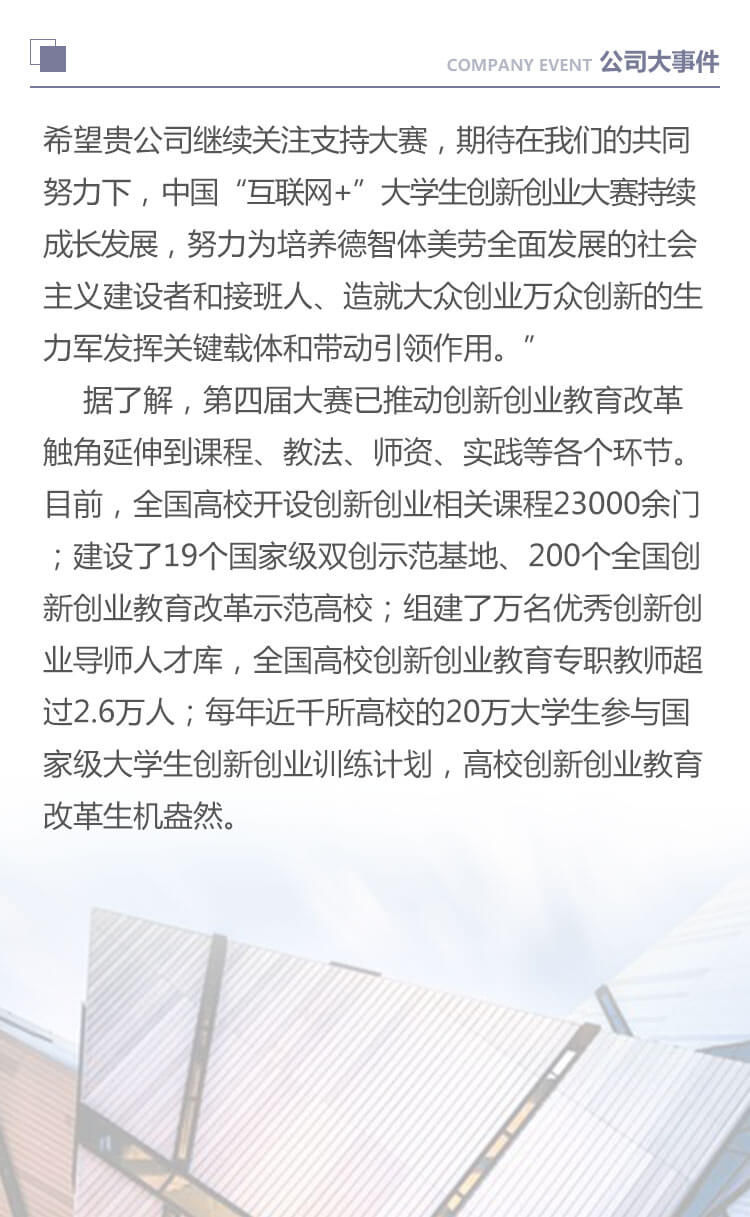 COMPANY EVENT 公司大事件
希望贵公司继续关注支持大赛，期待在我们的共同
努力下，中国“互联网+”大学生创新创业大赛持续
成长发展，努力为培养德智体美劳全面发展的社会
主义建设者和接班人、造就大众创业万众创新的生
力军发挥关键载体和带动引领作用。”
据了解，第四届大赛已推动创新创业教育改革
触角延伸到课程、教法、师资、实践等各个环节。
目前，全国高校开设创新创业相关课程23000余门
；建设了19个国家级双创示范基地、200个全国创
新创业教育改革示范高校；组建了万名优秀创新创
业导师人才库，全国高校创新创业教育专职教师超
过2.6万人；每年近千所高校的20万大学生参与国
家级大学生创新创业训练计划，高校创新创业教育
改革生机盎然。